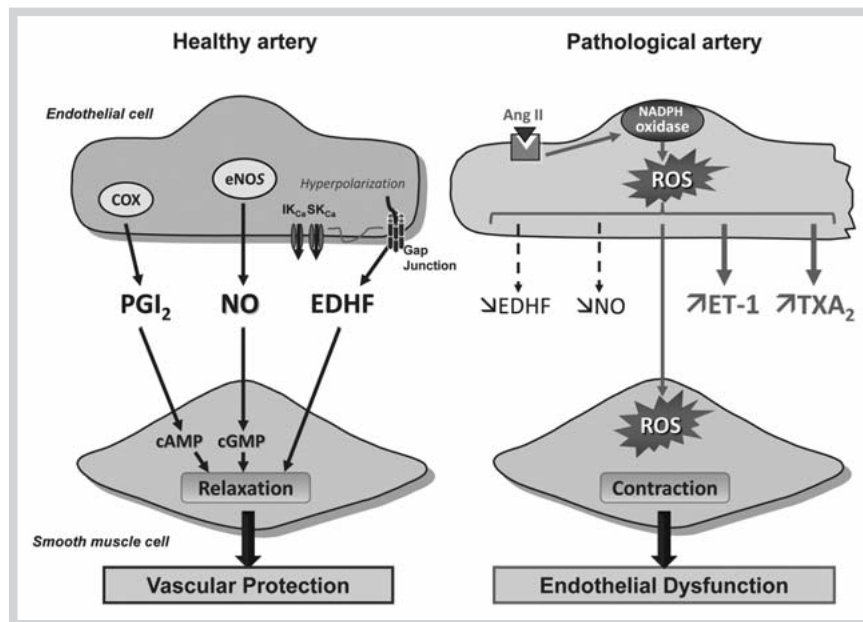 Healthy artery
Endothelial cell
COX
eNOS
Hyperpolarization
IKCa SKCa
Gap
Junction
PGI2
NO
EDHF
cAMP
cGMP
Relaxation
Smooth muscle cell
Vascular Protection
Pathological artery
Ang II
NADPH
oxidase
ROS
↘EDHF
↘NO
↗ET-1
↗TXA2
ROS
Contraction
Endothelial Dysfunction